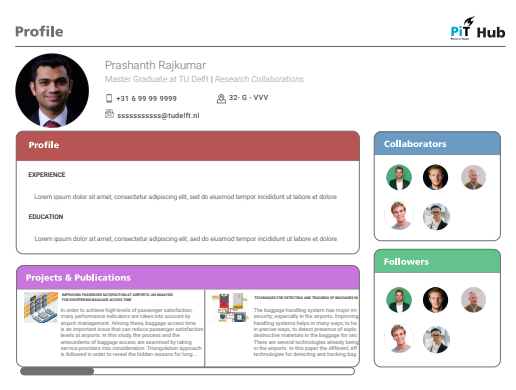 Profile
PiT Hub
Prashanth Rajkumar
Master Graduate at TU Delft | Research Collaborations
+31 6 99 99 9999
32- G - VVV
sssssssssss@tudelft.nl
Profile
EXPERIENCE
Lorem ipsum dolor sit amet, consectetur adipiscing elit, sed do eiusmod tempor incididunt ut labore et dolore
EDUCATION
Lorem ipsum dolor sit amet, consectetur adipiscing elit, sed do eiusmod tempor incididunt ut labore et dolore
Collaborators
Followers
Projects & Publications
IMPROVING PASSENGER SATISFACTION AT AIRPORTS: AN ANALYSIS
FOR SHORTENING BAGGAGE ACCESS TIME
In order to achieve high levels of passenger satisfaction,
many performance indicators are taken into account by
airport management. Among these, baggage access time
is an important issue that can reduce passenger satisfaction
levels at airports. In this study, the process and the
antecedents of baggage access are examined by taking
service providers into consideration. Triangulation approach
is followed in order to reveal the hidden reasons for long ...
TECHNIQUES FOR DETECTING AND TRACKING OF BAGGAGES IN
The baggage handling system has major im
security; especially in the airports. Improving
handling systems helps in many ways; to ha
in precise ways, to detect presence of explo
destructive materials in the baggage for sec
There are several technologies already being
in the airports. In this paper the different, eff
technologies for detecting and tracking bag